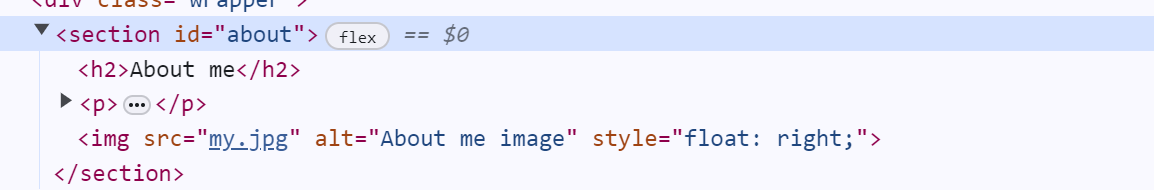 <div class="wrapper">
<section id="about"> flex == $0
<h2>About me</h2>
<p> ••• </p>
<img src="my.jpg" alt="About me image" style="float: right;">
</section>